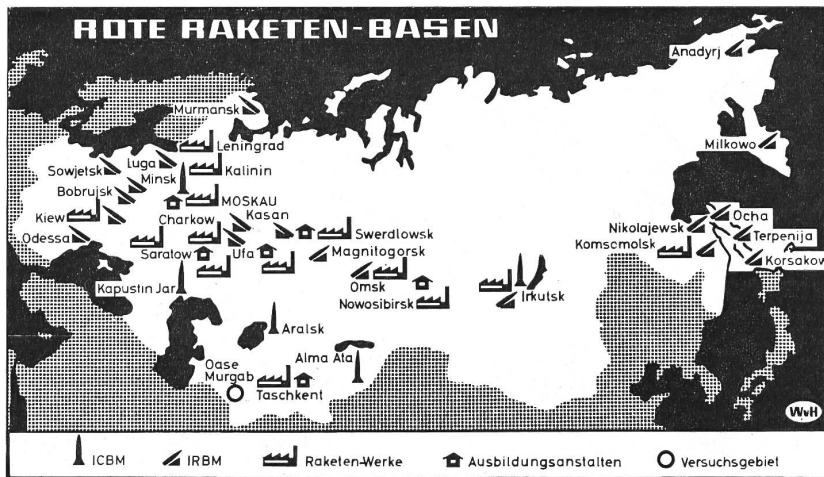 ROTE RAKETEN-BASEN
Anadyrj
Murmansk
Leningrad
Milkowo
Luga
Kalinin
Sowjetsk
Minsk
Bobrujsk
MOSKAU
Kiew
Charkow
Kasan
Ocha
Nikolajewsk
Swerdlowsk
Terpenija
Odessa
Komsomolsk
Saratow
Ufa
Magnitogorsk
Korsakow
Kapustin Jar
Omsk
Nowosibirsk
Irkutsk
Aralsk
Alma Ata
Oase
Murgab
Taschkent
WvH
ICBM
IRBM
Raketen-Werke
Ausbildungsanstalten
Versuchsgebiet